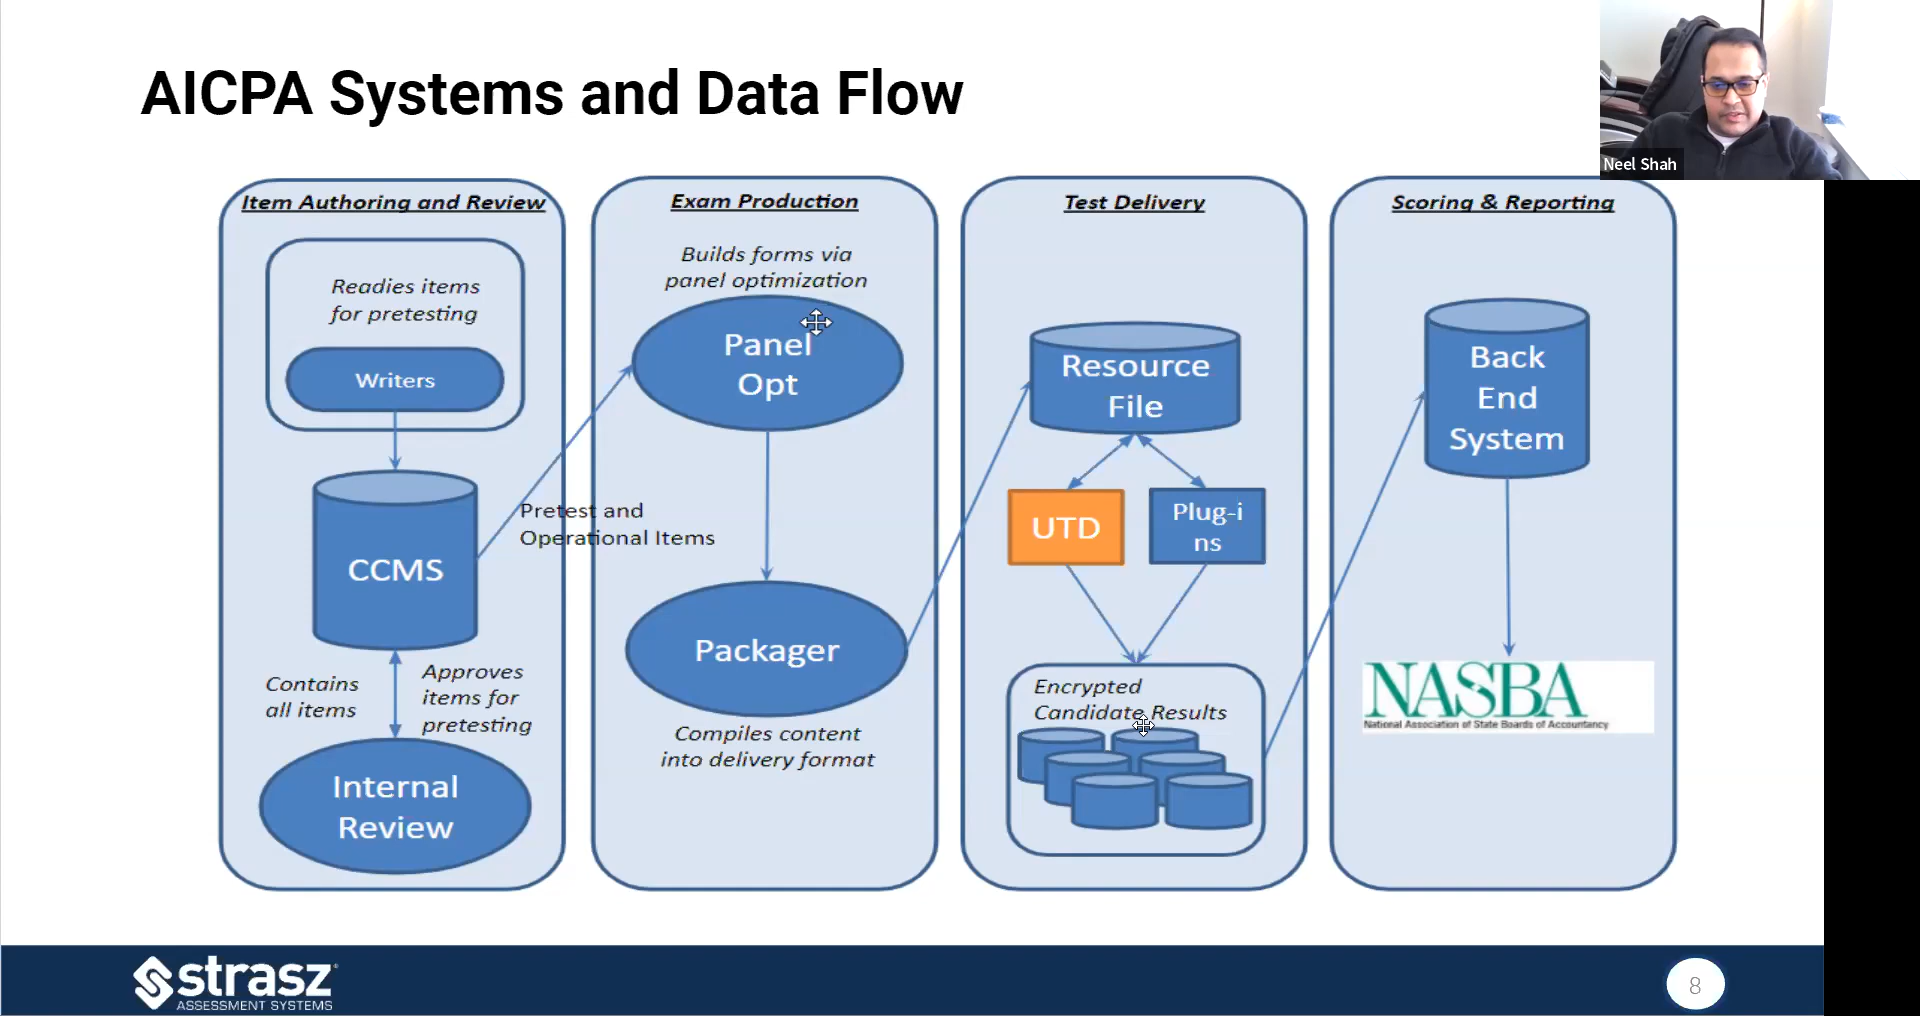 AICPA Systems and Data Flow
Neel Shah
Item Authoring and Review
Readies items
for pretesting
Writers
CCMS
Contains
all items
Approves
items for
pretesting
Internal
Review
Pretest and
Operational Items
Exam Production
Builds forms via
panel optimization
Panel
Opt
Packager
Compiles content
into delivery format
Test Delivery
Resource
File
UTD
Plug-i
ns
Encrypted
Candidate Results
Scoring & Reporting
Back
End
System
NASBA
National Association of State Boards of Accountancy
strasz
ASSESSMENT SYSTEMS
8